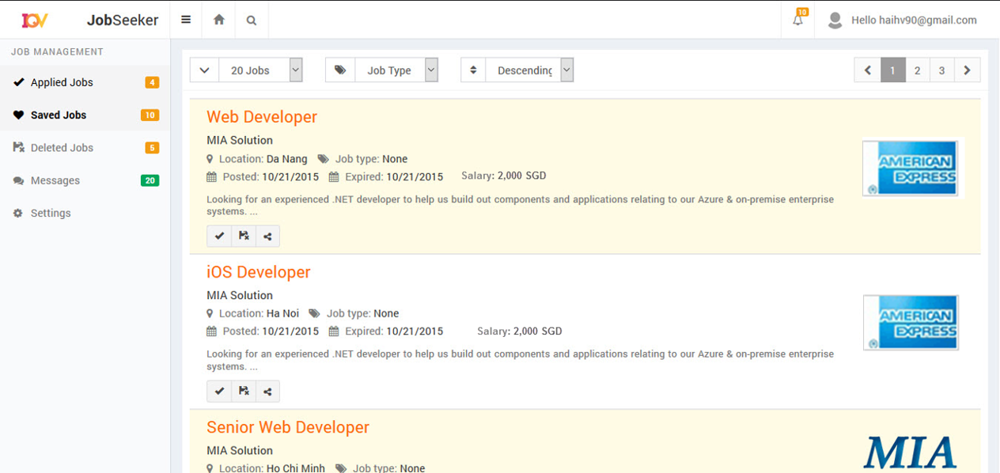 IQV
JobSeeker
10
Hello haihv90@gmail.com
JOB MANAGEMENT
Applied Jobs 4
Saved Jobs 10
Deleted Jobs 5
Messages 20
Settings
20 Jobs
Job Type
Descending
1 2 3
Web Developer
MIA Solution
Location: Da Nang Job type: None
Posted: 10/21/2015 Expired: 10/21/2015 Salary: 2,000 SGD
Looking for an experienced .NET developer to help us build out components and applications relating to our Azure & on-premise enterprise
systems. ...
AMERICAN
EXPRESS
iOS Developer
MIA Solution
Location: Ha Noi Job type: None
Posted: 10/21/2015 Expired: 10/21/2015 Salary: 2,000 SGD
Looking for an experienced .NET developer to help us build out components and applications relating to our Azure & on-premise enterprise
systems. ...
AMERICAN
EXPRESS
Senior Web Developer
MIA Solution
Location: Ho Chi Minh Job type: None
MIA